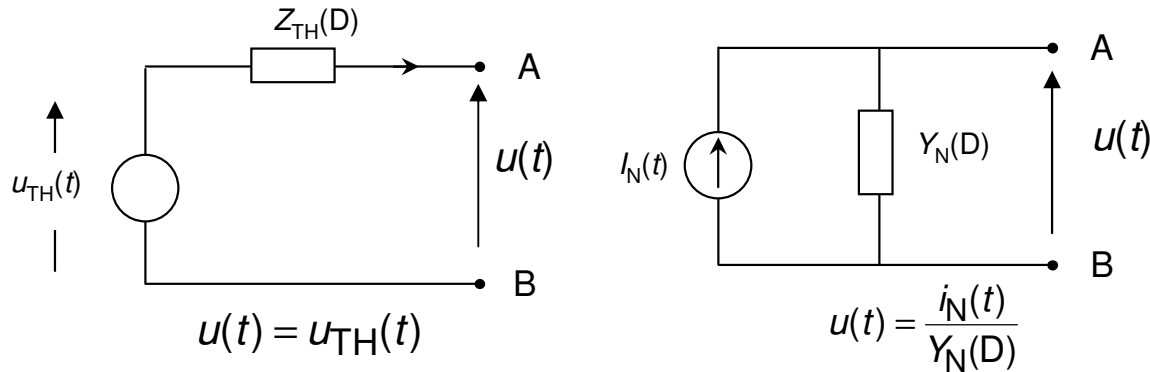 Z_TH(D)
A
u_TH(t)
u(t)
B
u(t) = u_TH(t)
A
I_N(t)
Y_N(D)
u(t)
B
u(t) = i_N(t) / Y_N(D)